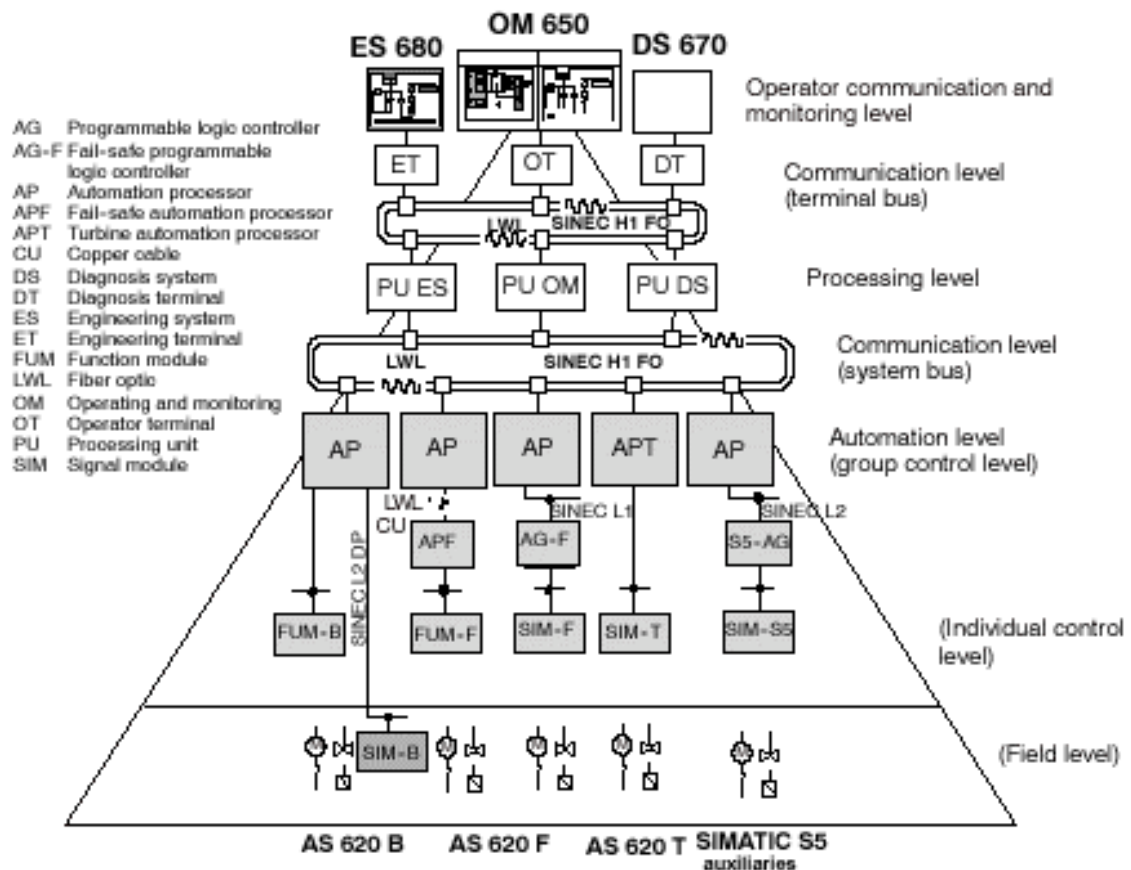 OM 650
ES 680
DS 670
Operator communication and
monitoring level
AG Programmable logic controller
AG-F Fail-safe programmable
logic controller
AP Automation processor
APF Fail-safe automation processor
APT Turbine automation processor
CU Copper cable
DS Diagnosis system
DT Diagnosis terminal
ES Engineering system
ET Engineering terminal
FUM Function module
LWL Fiber optic
OM Operating and monitoring
OT Operator terminal
PU Processing unit
SIM Signal module
ET
OT
DT
Communication level
(terminal bus)
LWL
SINEC H1 FO
PU ES
PU OM
PU DS
Processing level
LWL
SINEC H1 FO
Communication level
(system bus)
AP
AP
AP
APT
AP
Automation level
(group control level)
LWL
CU
SINEC L1
SINEC L2
SINEC L2 DP
APF
AG-F
S5-AG
FUM-B
FUM-F
SIM-F
SIM-T
SIM-S5
(Individual control
level)
M
SIM-B
M
M
M
M
(Field level)
AS 620 B
AS 620 F
AS 620 T
SIMATIC S5
auxiliaries